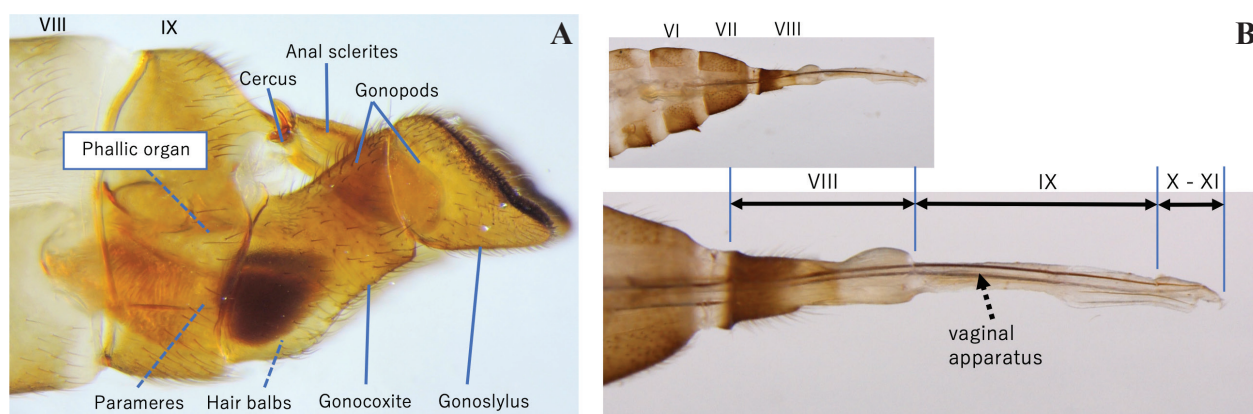 VIII IX A
Anal sclerites
Cercus
Gonopods
Phallic organ
Parameres Hair balbs Gonocoxite Gonoslylus
VI VII VIII B
VIII IX X - XI
vaginal
apparatus